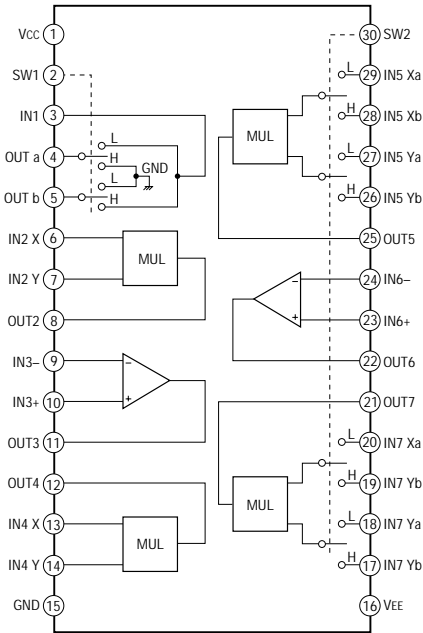 VCC 1
SW1 2
IN1 3
OUT a 4
OUT b 5
IN2 X 6
IN2 Y 7
OUT2 8
IN3– 9
IN3+ 10
OUT3 11
OUT4 12
IN4 X 13
IN4 Y 14
GND 15
L
H
GND
L
H
MUL
–
+
MUL
30 SW2
L
29 IN5 Xa
H
28 IN5 Xb
MUL
L
27 IN5 Ya
H
26 IN5 Yb
25 OUT5
–
24 IN6–
+
23 IN6+
22 OUT6
21 OUT7
L
20 IN7 Xa
H
19 IN7 Yb
MUL
L
18 IN7 Ya
H
17 IN7 Yb
16 VEE